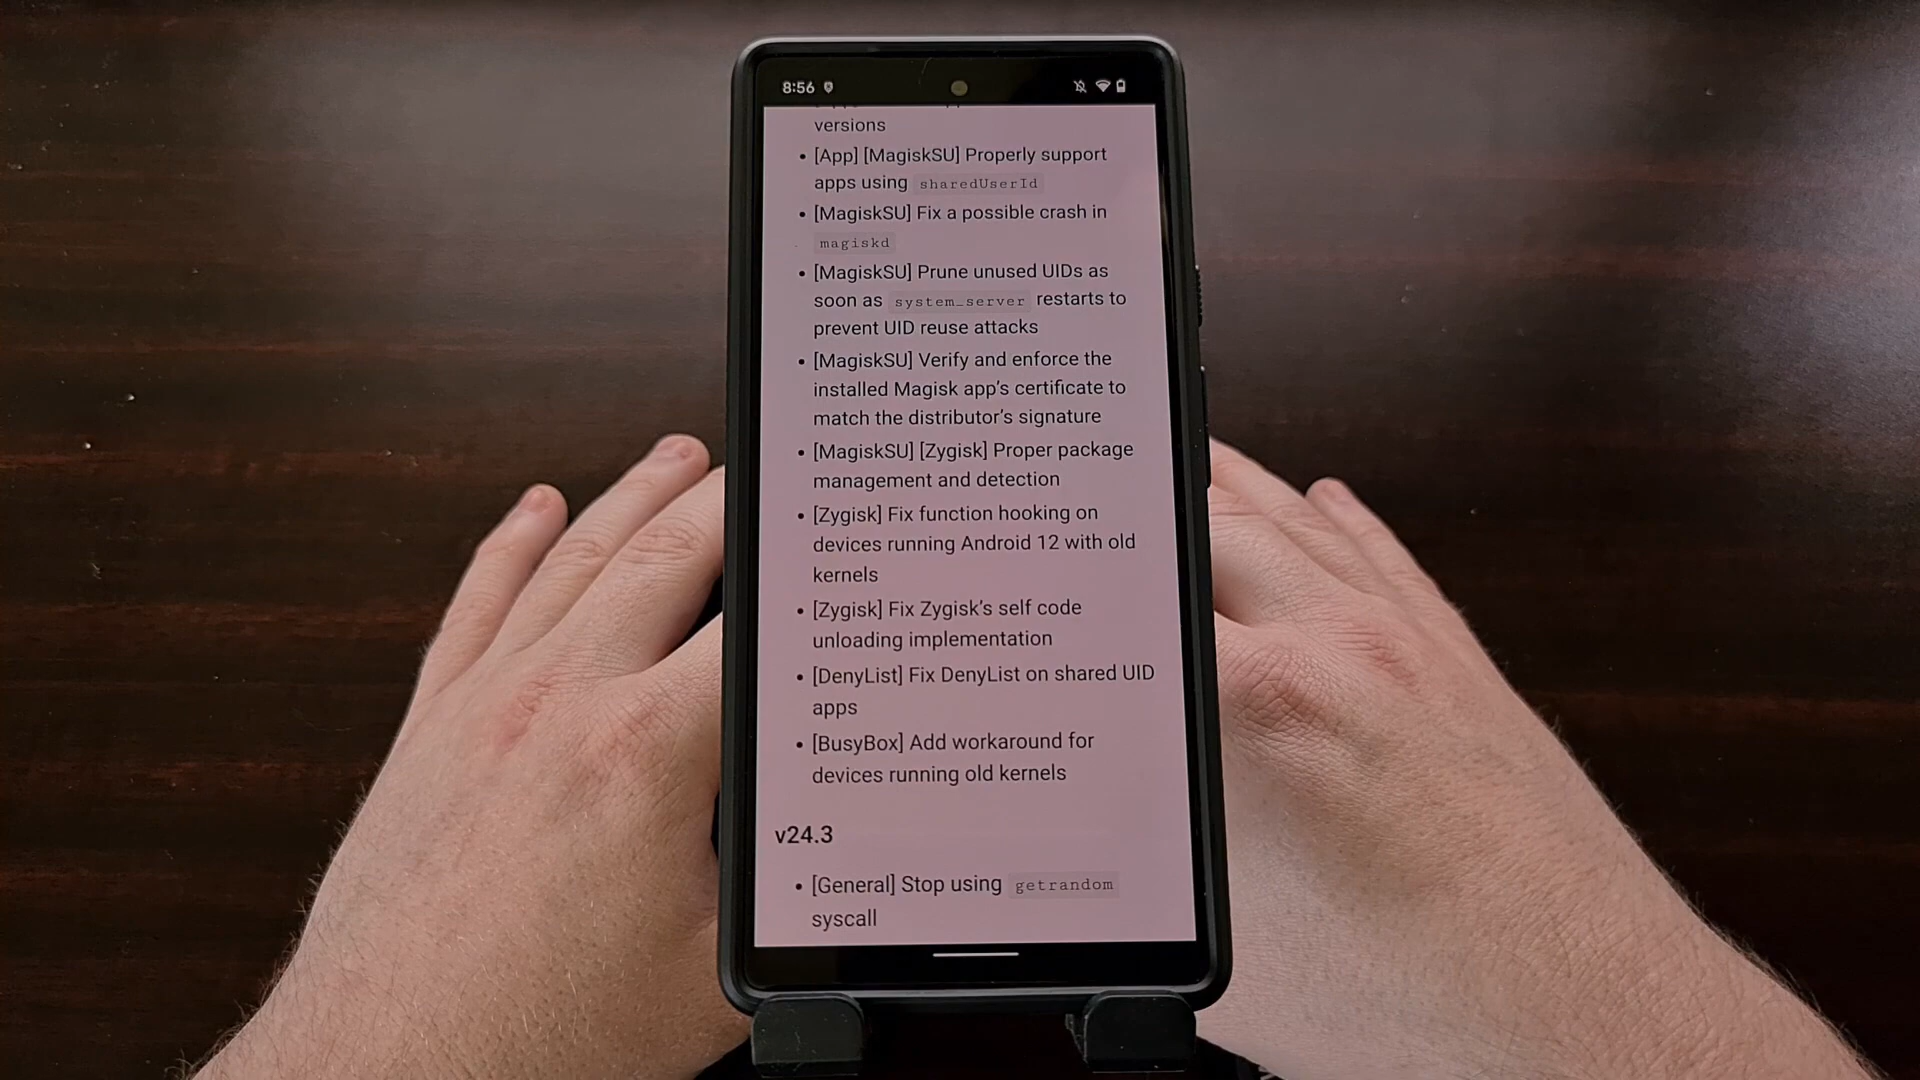 8:56
versions
• [App] [MagiskSU] Properly support
apps using sharedUserId
• [MagiskSU] Fix a possible crash in
magiskd
• [MagiskSU] Prune unused UIDs as
soon as system_server restarts to
prevent UID reuse attacks
• [MagiskSU] Verify and enforce the
installed Magisk app's certificate to
match the distributor's signature
• [MagiskSU] [Zygisk] Proper package
management and detection
• [Zygisk] Fix function hooking on
devices running Android 12 with old
kernels
• [Zygisk] Fix Zygisk's self code
unloading implementation
• [DenyList] Fix DenyList on shared UID
apps
• [BusyBox] Add workaround for
devices running old kernels
v24.3
• [General] Stop using getrandom
syscall